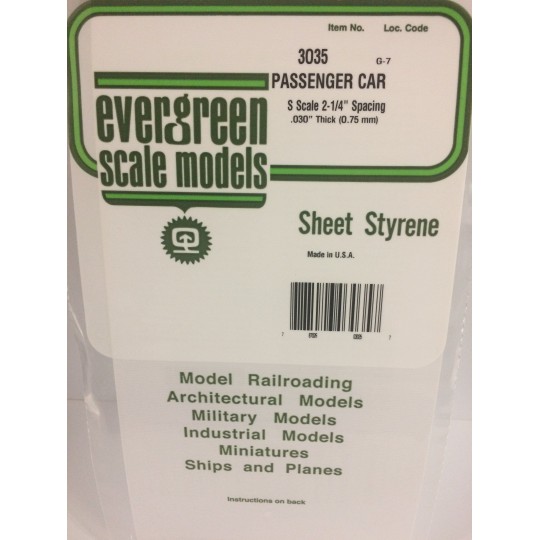 Item No. Loc. Code
3035 G-7
PASSENGER CAR
S Scale 2-1/4" Spacing
.030" Thick (0.75 mm)
evergreen
scale models
Sheet Styrene
Made in U.S.A.
Model Railroading
Architectural Models
Military Models
Industrial Models
Miniatures
Ships and Planes
Instructions on back